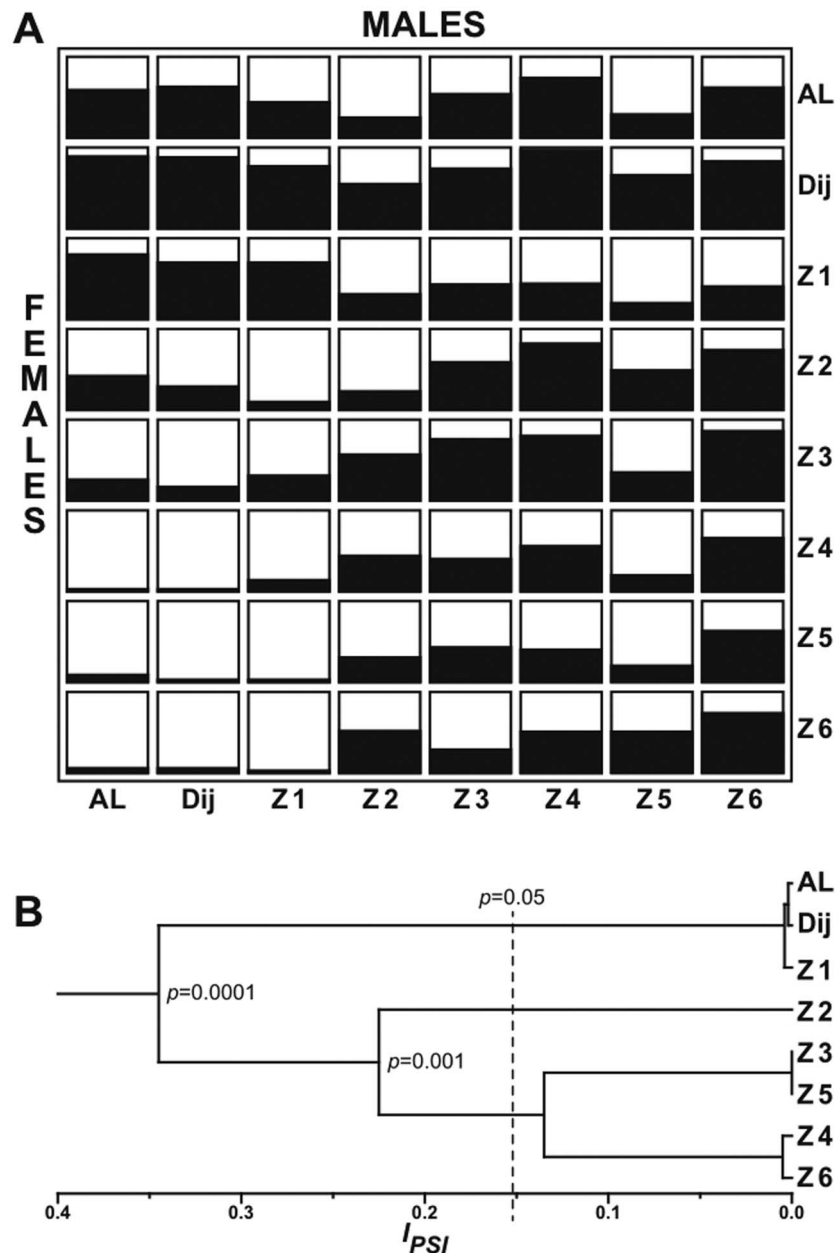 A
MALES
AL
Dij
Z1
Z2
Z3
Z4
Z5
Z6
FEMALES
AL Dij Z1 Z2 Z3 Z4 Z5 Z6
B
p=0.05
p=0.0001
p=0.001
AL
Dij
Z1
Z2
Z3
Z5
Z4
Z6
0.4 0.3 0.2 0.1 0.0
IPSI